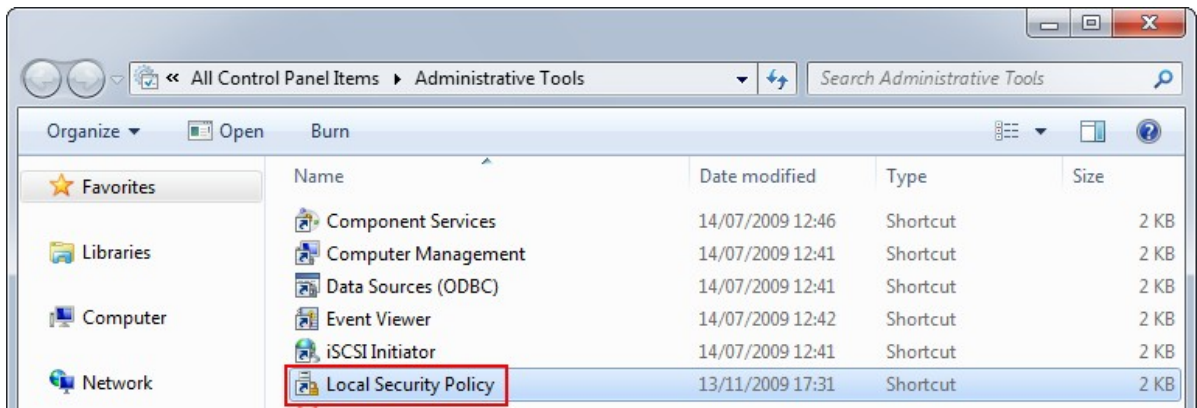 « All Control Panel Items ▸ Administrative Tools Search Administrative Tools
Organize Open Burn
Favorites
Libraries
Computer
Network
Name Date modified Type Size
Component Services 14/07/2009 12:46 Shortcut 2 KB
Computer Management 14/07/2009 12:41 Shortcut 2 KB
Data Sources (ODBC) 14/07/2009 12:41 Shortcut 2 KB
Event Viewer 14/07/2009 12:42 Shortcut 2 KB
iSCSI Initiator 14/07/2009 12:41 Shortcut 2 KB
Local Security Policy 13/11/2009 17:31 Shortcut 2 KB